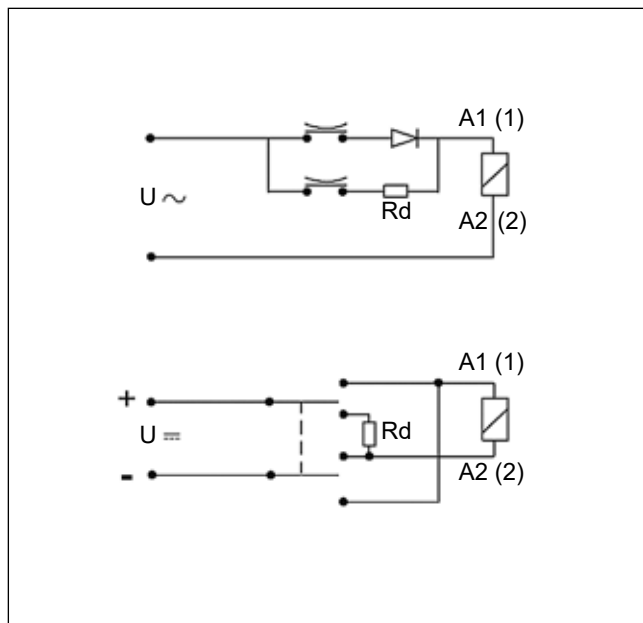 A1 (1)
U ~
Rd
A2 (2)
A1 (1)
+
U ⎓
Rd
-
A2 (2)